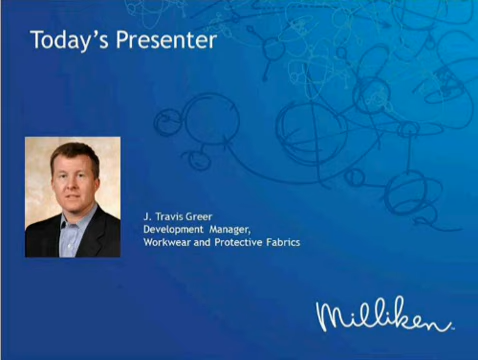 Today's Presenter
J. Travis Greer
Development Manager,
Workwear and Protective Fabrics
Milliken